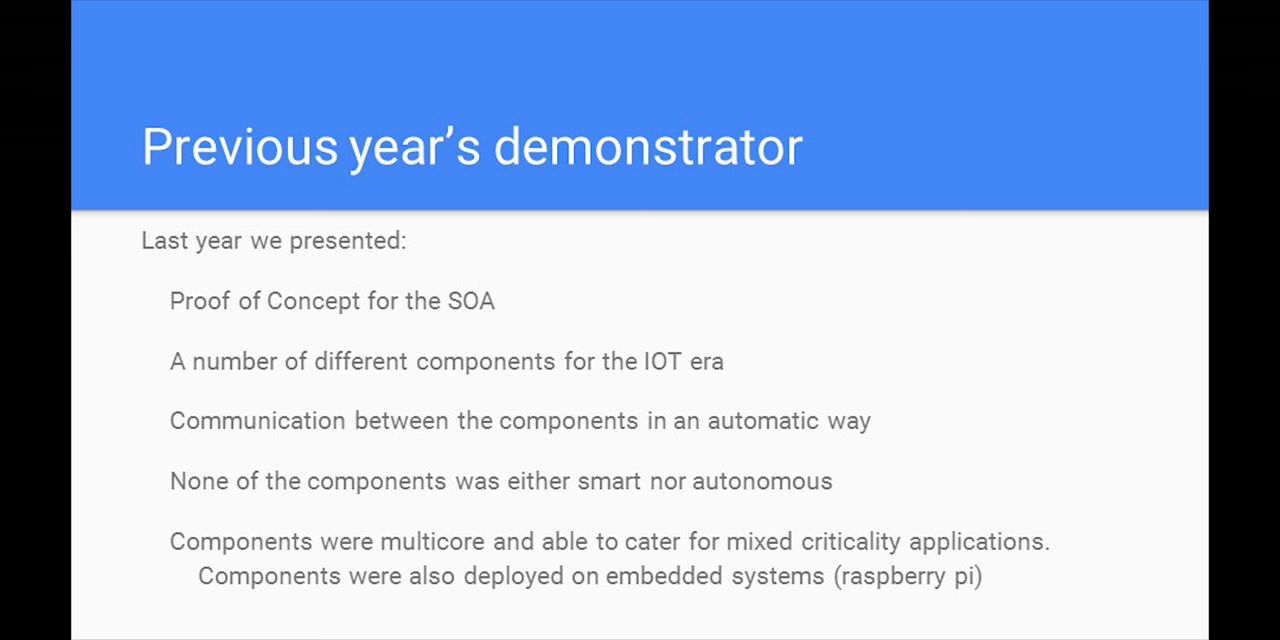 Previous year’s demonstrator
Last year we presented:
Proof of Concept for the SOA
A number of different components for the IOT era
Communication between the components in an automatic way
None of the components was either smart nor autonomous
Components were multicore and able to cater for mixed criticality applications.
Components were also deployed on embedded systems (raspberry pi)